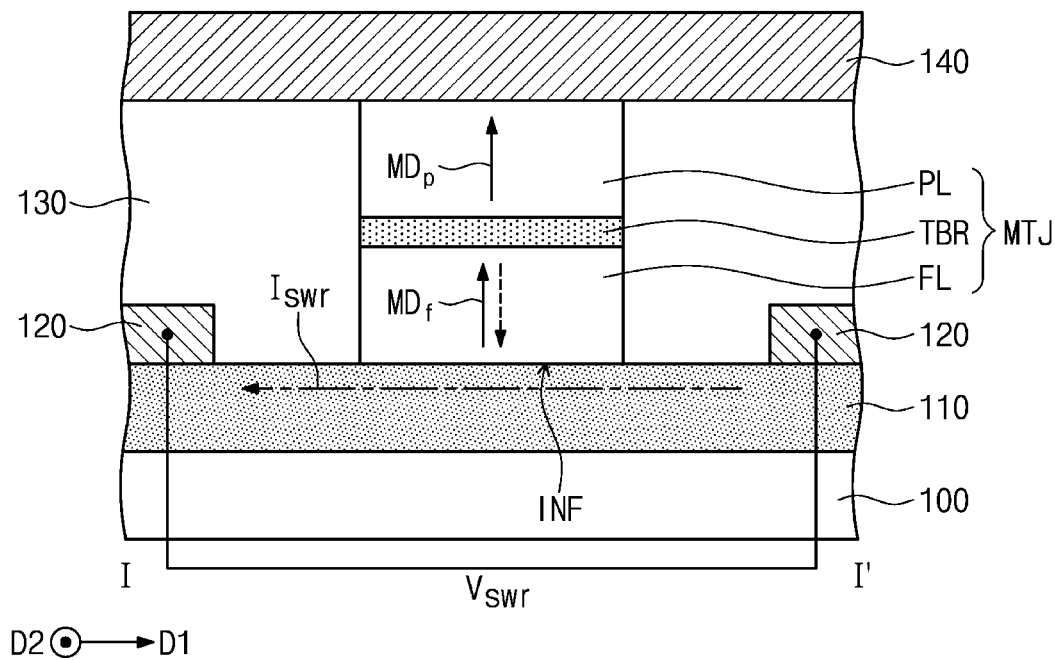 140
MDp
130
PL
TBR
MTJ
FL
Iswr
MDf
120
120
110
INF
100
I
I'
Vswr
D2
D1